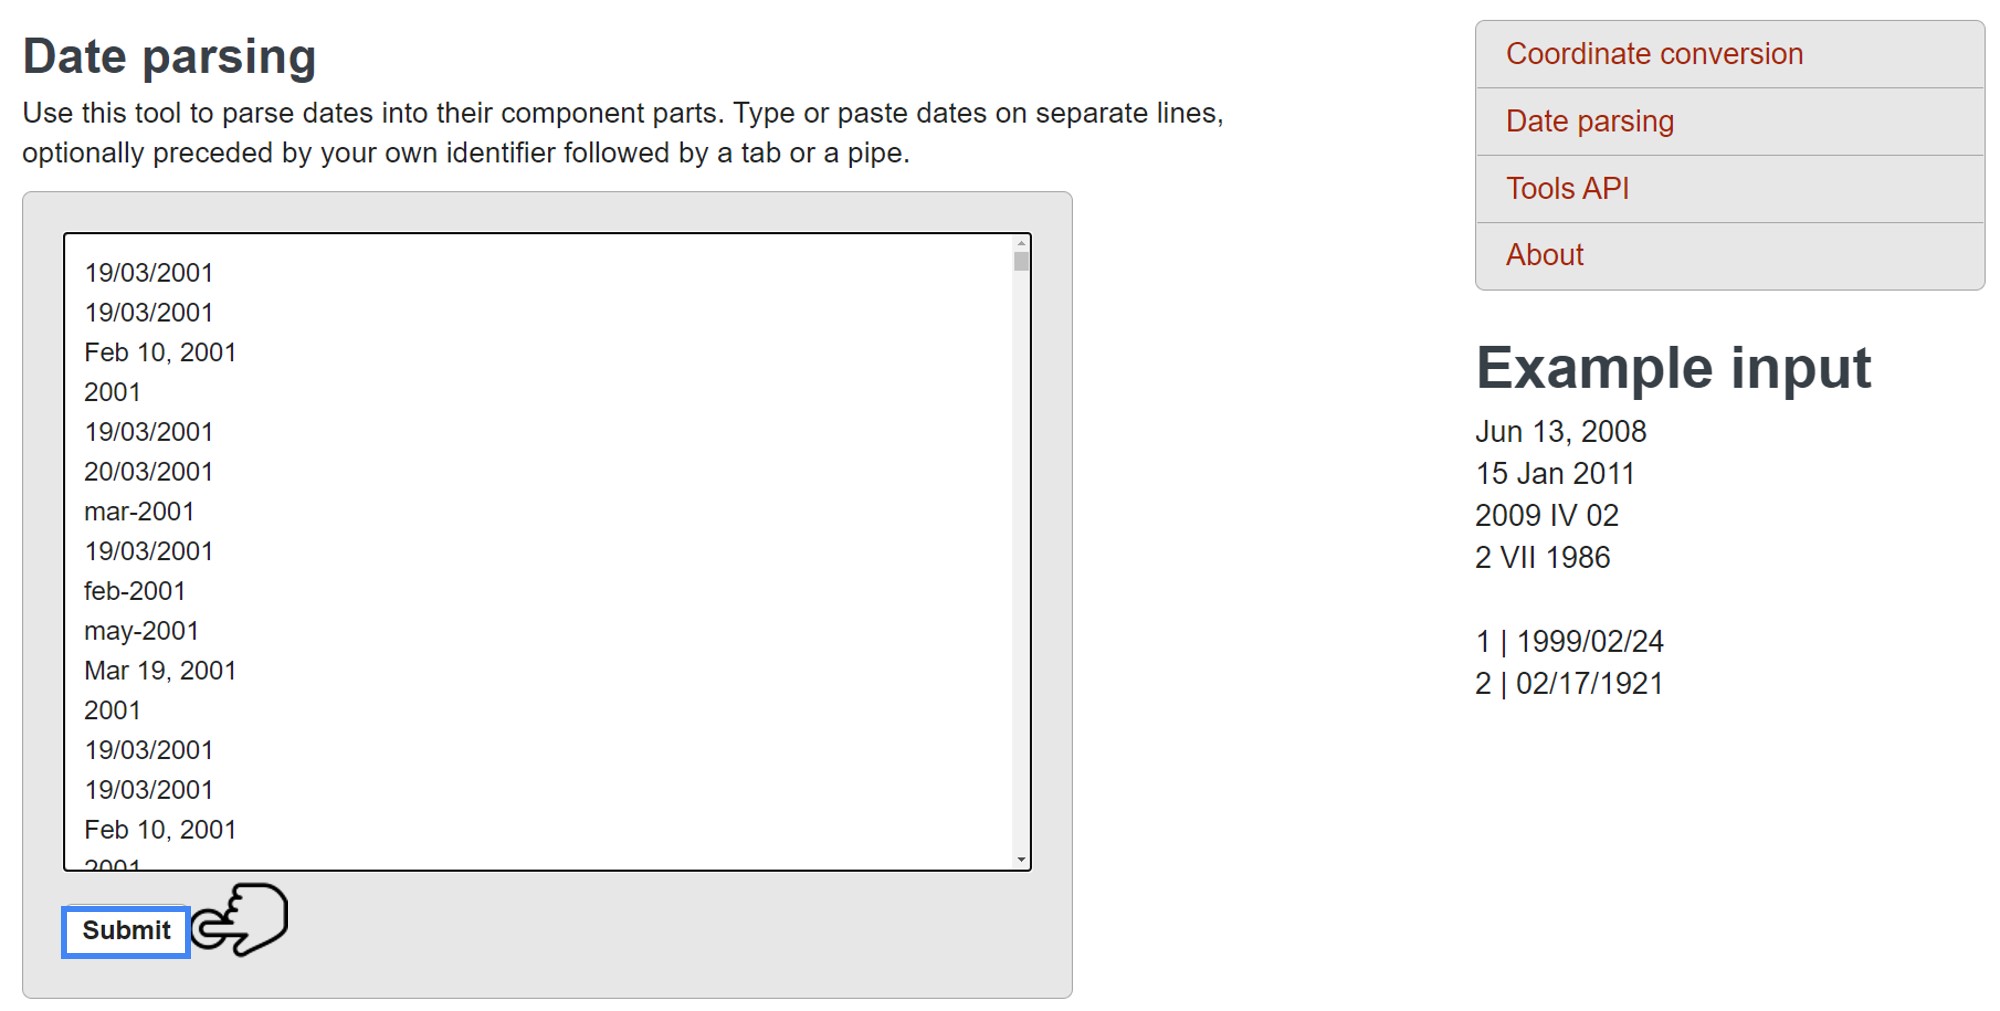 Date parsing
Use this tool to parse dates into their component parts. Type or paste dates on separate lines,
optionally preceded by your own identifier followed by a tab or a pipe.
19/03/2001
19/03/2001
Feb 10, 2001
2001
19/03/2001
20/03/2001
mar-2001
19/03/2001
feb-2001
may-2001
Mar 19, 2001
2001
19/03/2001
19/03/2001
Feb 10, 2001
2001
Submit
Coordinate conversion
Date parsing
Tools API
About
Example input
Jun 13, 2008
15 Jan 2011
2009 IV 02
2 VII 1986
1 | 1999/02/24
2 | 02/17/1921